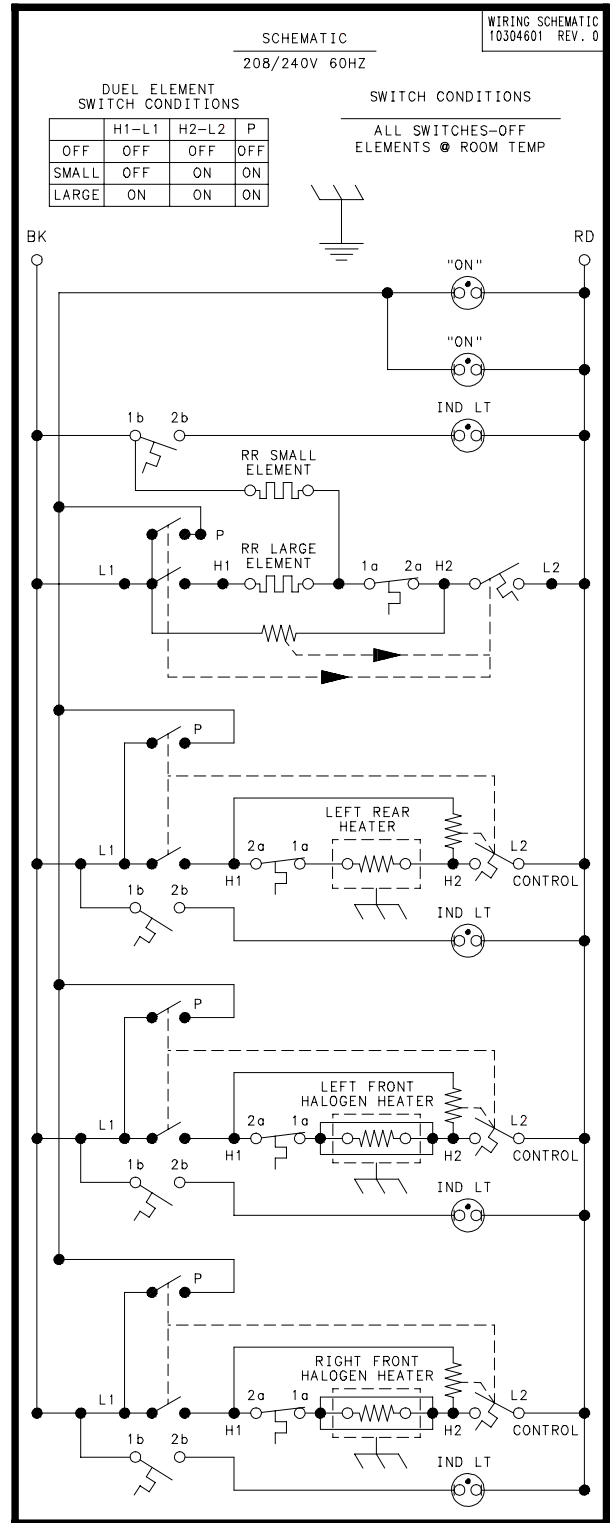 WIRING SCHEMATIC
10304601 REV. 0
SCHEMATIC
208/240V 60HZ
DUEL ELEMENT
SWITCH CONDITIONS
H1-L1 H2-L2 P
OFF OFF OFF OFF
SMALL OFF ON ON
LARGE ON ON ON
SWITCH CONDITIONS
ALL SWITCHES-OFF
ELEMENTS @ ROOM TEMP
BK
RD
"ON"
"ON"
IND LT
1b 2b
RR SMALL
ELEMENT
P
RR LARGE
ELEMENT
L1 H1 1a 2a H2 L2
P
LEFT REAR
HEATER
L1 2a 1a L2
H1 H2 CONTROL
1b 2b
IND LT
P
LEFT FRONT
HALOGEN HEATER
L1 2a 1a L2
H1 H2 CONTROL
1b 2b
IND LT
P
RIGHT FRONT
HALOGEN HEATER
L1 2a 1a L2
H1 H2 CONTROL
1b 2b
IND LT